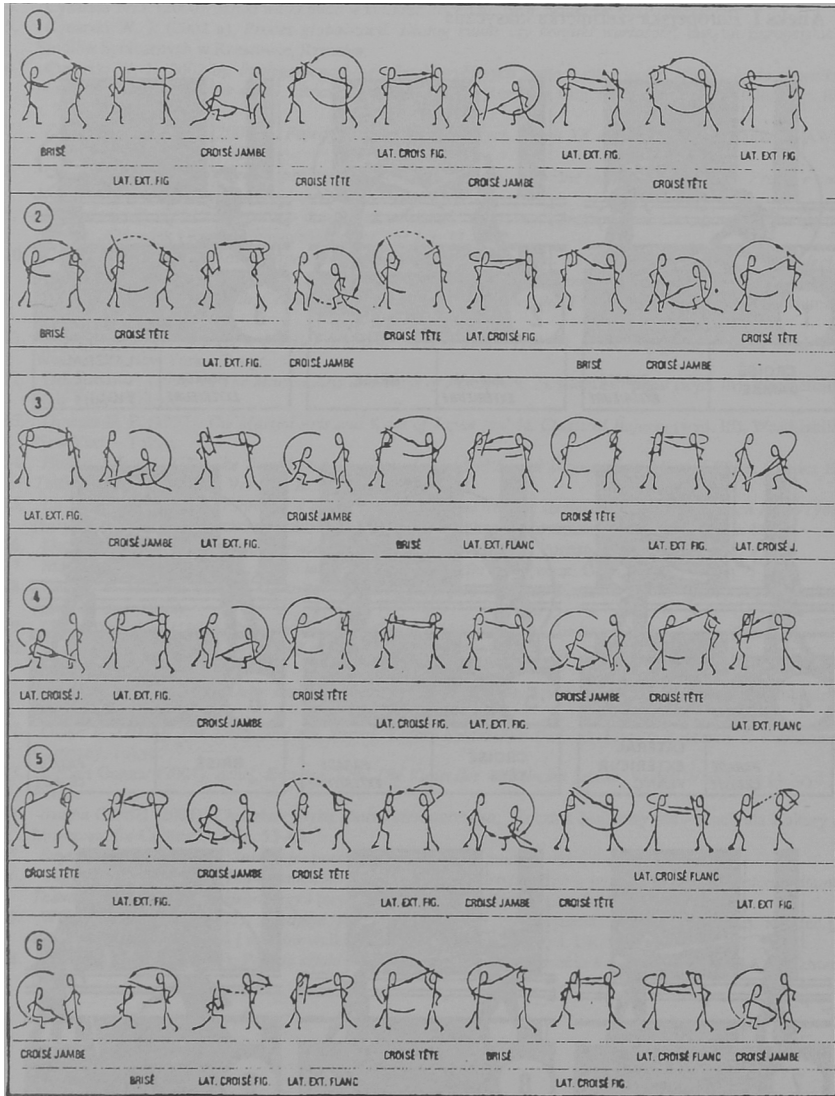 1
BRISÉ CROISÉ JAMBE LAT. CROIS FIG. LAT. EXT. FIG. LAT. EXT FIG
LAT. EXT. FIG CROISÉ TÊTE CROISÉ JAMBE CROISÉ TÊTE
2
BRISÉ CROISÉ TÊTE CROISÉ TÊTE LAT. CROISÉ FIG CROISÉ TÊTE
LAT. EXT. FIG. CROISÉ JAMBE BRISÉ CROISÉ JAMBE
3
LAT. EXT. FIG. CROISÉ JAMBE CROISÉ TÊTE
CROISÉ JAMBE LAT. EXT. FIG. BRISÉ LAT. EXT. FLANC LAT. EXT. FIG. LAT. CROISÉ J.
4
LAT. CROISÉ J. LAT. EXT. FIG. CROISÉ TÊTE CROISÉ JAMBE CROISÉ TÊTE
CROISÉ JAMBE LAT. CROISÉ FIG. LAT. EXT. FIG. LAT. EXT. FLANC
5
CROISÉ TÊTE CROISÉ JAMBE CROISÉ TÊTE LAT. CROISÉ FLANC
LAT. EXT. FIG. LAT. EXT. FIG. CROISÉ JAMBE CROISÉ TÊTE LAT. EXT FIG.
6
CROISÉ JAMBE CROISÉ TÊTE BRISÉ LAT. CROISÉ FLANC CROISÉ JAMBE
BRISÉ LAT. CROISÉ FIG. LAT. EXT. FLANC LAT. CROISÉ FIG.